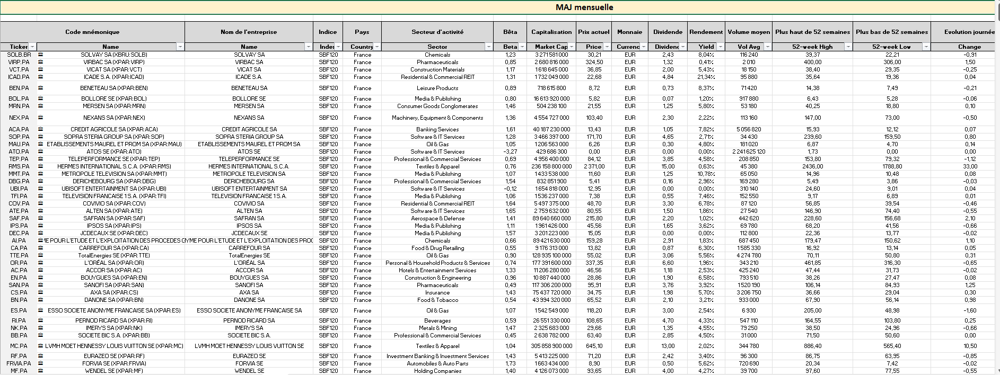 MAJ mensuelle
Code mnémonique Nom de l'entreprise Indice Pays Secteur d'activité Bêta Capitalisation Prix actuel Monnaie Dividende Rendement Volume moyen Plus haut de 52 semaines Plus bas de 52 semaines Evolution journée
Ticker Name Name Index Country Sector Beta Market Cap Price Currenc Dividend Yield Vol Avg 52-week High 52-week Low Change
SOLB.BR SOLVAY SA (XBRU:SOLB) SOLVAY SA SBF120 France Chemicals 1,23 3 271 581 000 30,21 EUR 2,43 8,04% 116 240 39,37 22,21 -0,91
VIRP.PA VIRBAC SA (XPAR:VIRP) VIRBAC SA SBF120 France Pharmaceuticals 0,85 2 680 816 000 324,50 EUR 1,32 0,41% 2 010 400,00 306,00 1,50
VCT.PA VICAT SA (XPAR:VCT) VICAT SA SBF120 France Construction Materials 1,17 1 618 645 000 36,85 EUR 2,00 5,43% 18 150 38,40 29,35 -0,25
ICAD.PA ICADE S.A. (XPAR:ICAD) ICADE S.A. SBF120 France Residential & Commercial REIT 1,31 1 732 049 000 22,68 EUR 4,84 21,34% 95 880 35,64 19,36 0,04
BEN.PA BENETEAU SA (XPAR:BEN) BENETEAU SA SBF120 France Leisure Products 0,89 718 615 800 8,72 EUR 0,73 8,37% 71 420 14,38 7,49 -0,21
BOL.PA BOLLORE SE (XPAR:BOL) BOLLORE SE SBF120 France Media & Publishing 0,80 16 613 920 000 5,82 EUR 0,07 1,20% 917 880 6,43 5,28 -0,06
MRN.PA MERSEN SA (XPAR:MRN) MERSEN SA SBF120 France Consumer Goods Conglomerates 1,46 504 238 100 21,55 EUR 1,25 5,80% 53 180 40,25 18,80 0,10
NEX.PA NEXANS SA (XPAR:NEX) NEXANS SA SBF120 France Machinery, Equipment & Components 1,36 4 554 727 000 103,40 EUR 2,30 2,22% 113 160 147,00 73,00 -0,50
ACA.PA CREDIT AGRICOLE SA (XPAR:ACA) CREDIT AGRICOLE SA SBF120 France Banking Services 1,61 40 187 230 000 13,43 EUR 1,05 7,82% 5 056 820 15,93 12,12 0,07
SOP.PA SOPRA STERIA GROUP SA (XPAR:SOP) SOPRA STERIA GROUP SA SBF120 France Software & IT Services 1,28 3 466 397 000 171,70 EUR 4,65 2,71% 34 430 239,60 159,50 0,80
MAU.PA ETABLISSEMENTS MAUREL ET PROM SA (XPAR:MAU) ETABLISSEMENTS MAUREL ET PROM SA SBF120 France Oil & Gas 1,05 1 206 563 000 6,26 EUR 0,30 4,80% 181 020 6,87 4,70 0,14
ATO.PA ATOS SE (XPAR:ATO) ATOS SE SBF120 France Software & IT Services -3,27 429 686 300 0,00 EUR 0,00 0,00% 2 241 625 120 1,73 0,00 0,00
TEP.PA TELEPERFORMANCE SE (XPAR:TEP) TELEPERFORMANCE SE SBF120 France Professional & Commercial Services 0,69 4 956 400 000 84,12 EUR 3,85 4,58% 208 850 153,80 79,32 -1,12
RMS.PA HERMES INTERNATIONAL S.C.A. (XPAR:RMS) HERMES INTERNATIONAL S.C.A. SBF120 France Textiles & Apparel 0,76 236 158 800 000 2 371,00 EUR 15,00 0,63% 45 380 2436,00 1788,80 33,00
MMT.PA METROPOLE TELEVISION SA (XPAR:MMT) METROPOLE TELEVISION SA SBF120 France Media & Publishing 1,07 1 433 538 000 11,60 EUR 1,25 10,78% 65 050 14,96 10,48 0,08
DBG.PA DERICHEBOURG SA (XPAR:DBG) DERICHEBOURG SA SBF120 France Professional & Commercial Services 1,54 832 851 900 5,41 EUR 0,16 2,96% 169 280 5,49 3,86 -0,03
UBI.PA UBISOFT ENTERTAINMENT SA (XPAR:UBI) UBISOFT ENTERTAINMENT SA SBF120 France Software & IT Services -0,12 1 654 818 000 12,95 EUR 0,00 0,00% 310 140 24,60 9,01 0,04
TFI.PA TELEVISION FRANCAISE 1 S.A. (XPAR:TFI) TELEVISION FRANCAISE 1 S.A. SBF120 France Media & Publishing 1,06 1 536 237 000 7,38 EUR 0,55 7,46% 152 550 9,17 6,89 0,01
COV.PA COVIVIO SA (XPAR:COV) COVIVIO SA SBF120 France Residential & Commercial REIT 1,64 5 497 375 000 48,70 EUR 3,30 6,78% 87 120 56,85 39,54 -0,46
ATE.PA ALTEN SA (XPAR:ATE) ALTEN SA SBF120 France Software & IT Services 1,65 2 759 632 000 80,55 EUR 1,50 1,86% 27 540 146,90 74,40 -0,55
SAF.PA SAFRAN SA (XPAR:SAF) SAFRAN SA SBF120 France Aerospace & Defense 1,41 89 640 660 000 215,80 EUR 2,20 1,02% 442 620 228,60 156,68 2,10
IPS.PA IPSOS SA (XPAR:IPS) IPSOS SA SBF120 France Media & Publishing 1,11 1 961 426 000 45,56 EUR 1,65 3,62% 69 780 68,20 41,56 -0,66
DEC.PA JCDECAUX SE (XPAR:DEC) JCDECAUX SE SBF120 France Media & Publishing 1,57 3 201 223 000 15,05 EUR 0,00 0,00% 112 800 22,36 13,77 -0,02
AI.PA ME POUR L'ETUDE ET L'EXPLOITATION DES PROCEDES G YME POUR L'ETUDE ET L'EXPLOITATION DES PROC SBF120 France Chemicals 0,66 89 421 630 000 159,28 EUR 2,91 1,83% 687 450 179,47 150,62 1,10
CA.PA CARREFOUR SA (XPAR:CA) CARREFOUR SA SBF120 France Food & Drug Retailing 0,55 9 176 313 000 13,82 EUR 0,87 6,30% 1 585 330 16,92 13,14 0,05
TTE.PA TotalEnergies SE (XPAR:TTE) TotalEnergies SE SBF120 France Oil & Gas 0,90 128 935 100 000 55,02 EUR 3,06 5,56% 4 274 780 70,11 50,80 0,31
OR.PA L'ORÉAL SA (XPAR:OR) L'ORÉAL SA SBF120 France Personal & Household Products & Services 0,74 177 391 600 000 337,35 EUR 6,60 1,96% 343 210 461,85 316,30 -0,65
AC.PA ACCOR SA (XPAR:AC) ACCOR SA SBF120 France Hotels & Entertainment Services 1,33 11 206 280 000 46,56 EUR 1,18 2,53% 425 240 47,44 31,73 -0,02
EN.PA BOUYGUES SA (XPAR:EN) BOUYGUES SA SBF120 France Construction & Engineering 0,96 10 887 440 000 28,86 EUR 1,90 6,58% 793 510 38,26 27,47 0,08
SAN.PA SANOFI SA (XPAR:SAN) SANOFI SA SBF120 France Pharmaceuticals 0,49 117 306 200 000 95,91 EUR 3,76 3,92% 1 520 190 106,14 84,93 1,25
CS.PA AXA SA (XPAR:CS) AXA SA SBF120 France Insurance 1,43 75 437 720 000 34,75 EUR 1,98 5,70% 3 206 750 36,66 29,04 0,30
BN.PA DANONE SA (XPAR:BN) DANONE SA SBF120 France Food & Tobacco 0,54 43 994 320 000 65,52 EUR 2,10 3,21% 933 000 67,90 56,14 0,98
ES.PA ESSO SOCIETE ANONYME FRANCAISE SA (XPAR:ES) ESSO SOCIETE ANONYME FRANCAISE SA SBF120 France Oil & Gas 1,07 1 542 549 000 118,20 EUR 3,00 2,54% 6 930 205,00 48,98 -1,60
RI.PA PERNOD RICARD SA (XPAR:RI) PERNOD RICARD SA SBF120 France Beverages 0,59 26 551 330 000 108,65 EUR 4,70 4,33% 547 110 164,55 103,80 0,25
NK.PA IMERYS SA (XPAR:NK) IMERYS SA SBF120 France Metals & Mining 1,47 2 325 683 000 29,66 EUR 1,35 4,55% 79 250 38,50 24,96 -0,66
BB.PA SOCIETE BIC S.A. (XPAR:BB) SOCIETE BIC S.A. SBF120 France Professional & Commercial Services 0,45 2 638 782 000 63,40 EUR 2,85 4,50% 31 000 71,50 50,60 0,00
MC.PA LVMH MOET HENNESSY LOUIS VUITTON SE (XPAR:MC) LVMH MOET HENNESSY LOUIS VUITTON SE SBF120 France Textiles & Apparel 1,04 305 858 900 000 645,10 EUR 13,00 2,02% 344 780 886,40 565,40 10,50
RF.PA EURAZEO SE (XPAR:RF) EURAZEO SE SBF120 France Investment Banking & Investment Services 1,43 5 413 225 000 71,20 EUR 2,42 3,40% 96 300 86,75 63,95 -0,85
FRVIA.PA FORVIA SE (XPAR:FRVIA) FORVIA SE SBF120 France Automobiles & Auto Parts 1,73 1 663 434 000 8,90 EUR 0,50 5,62% 720 690 20,34 7,42 -0,02
MF.PA WENDEL SE (XPAR:MF) WENDEL SE SBF120 France Holding Companies 1,40 4 126 073 000 93,65 EUR 4,00 4,27% 39 700 97,60 77,55 -0,55